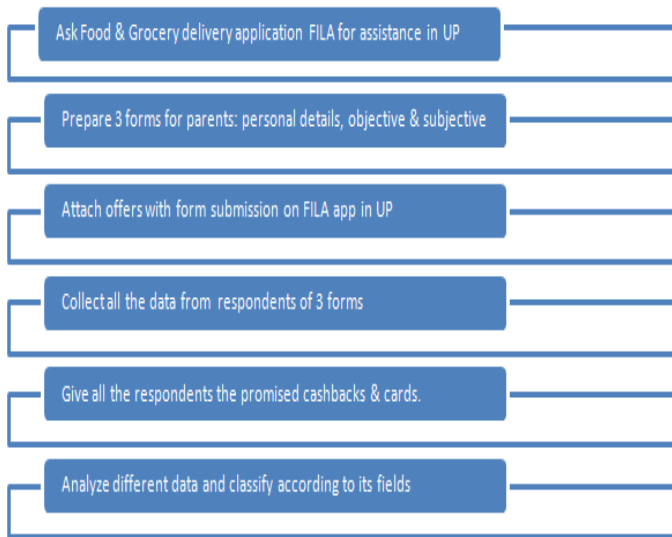 Ask Food & Grocery delivery application FILA for assistance in UP
Prepare 3 forms for parents: personal details, objective & subjective
Attach offers with form submission on FILA app in UP
Collect all the data from respondents of 3 forms
Give all the respondents the promised cashbacks & cards.
Analyze different data and classify according to its fields